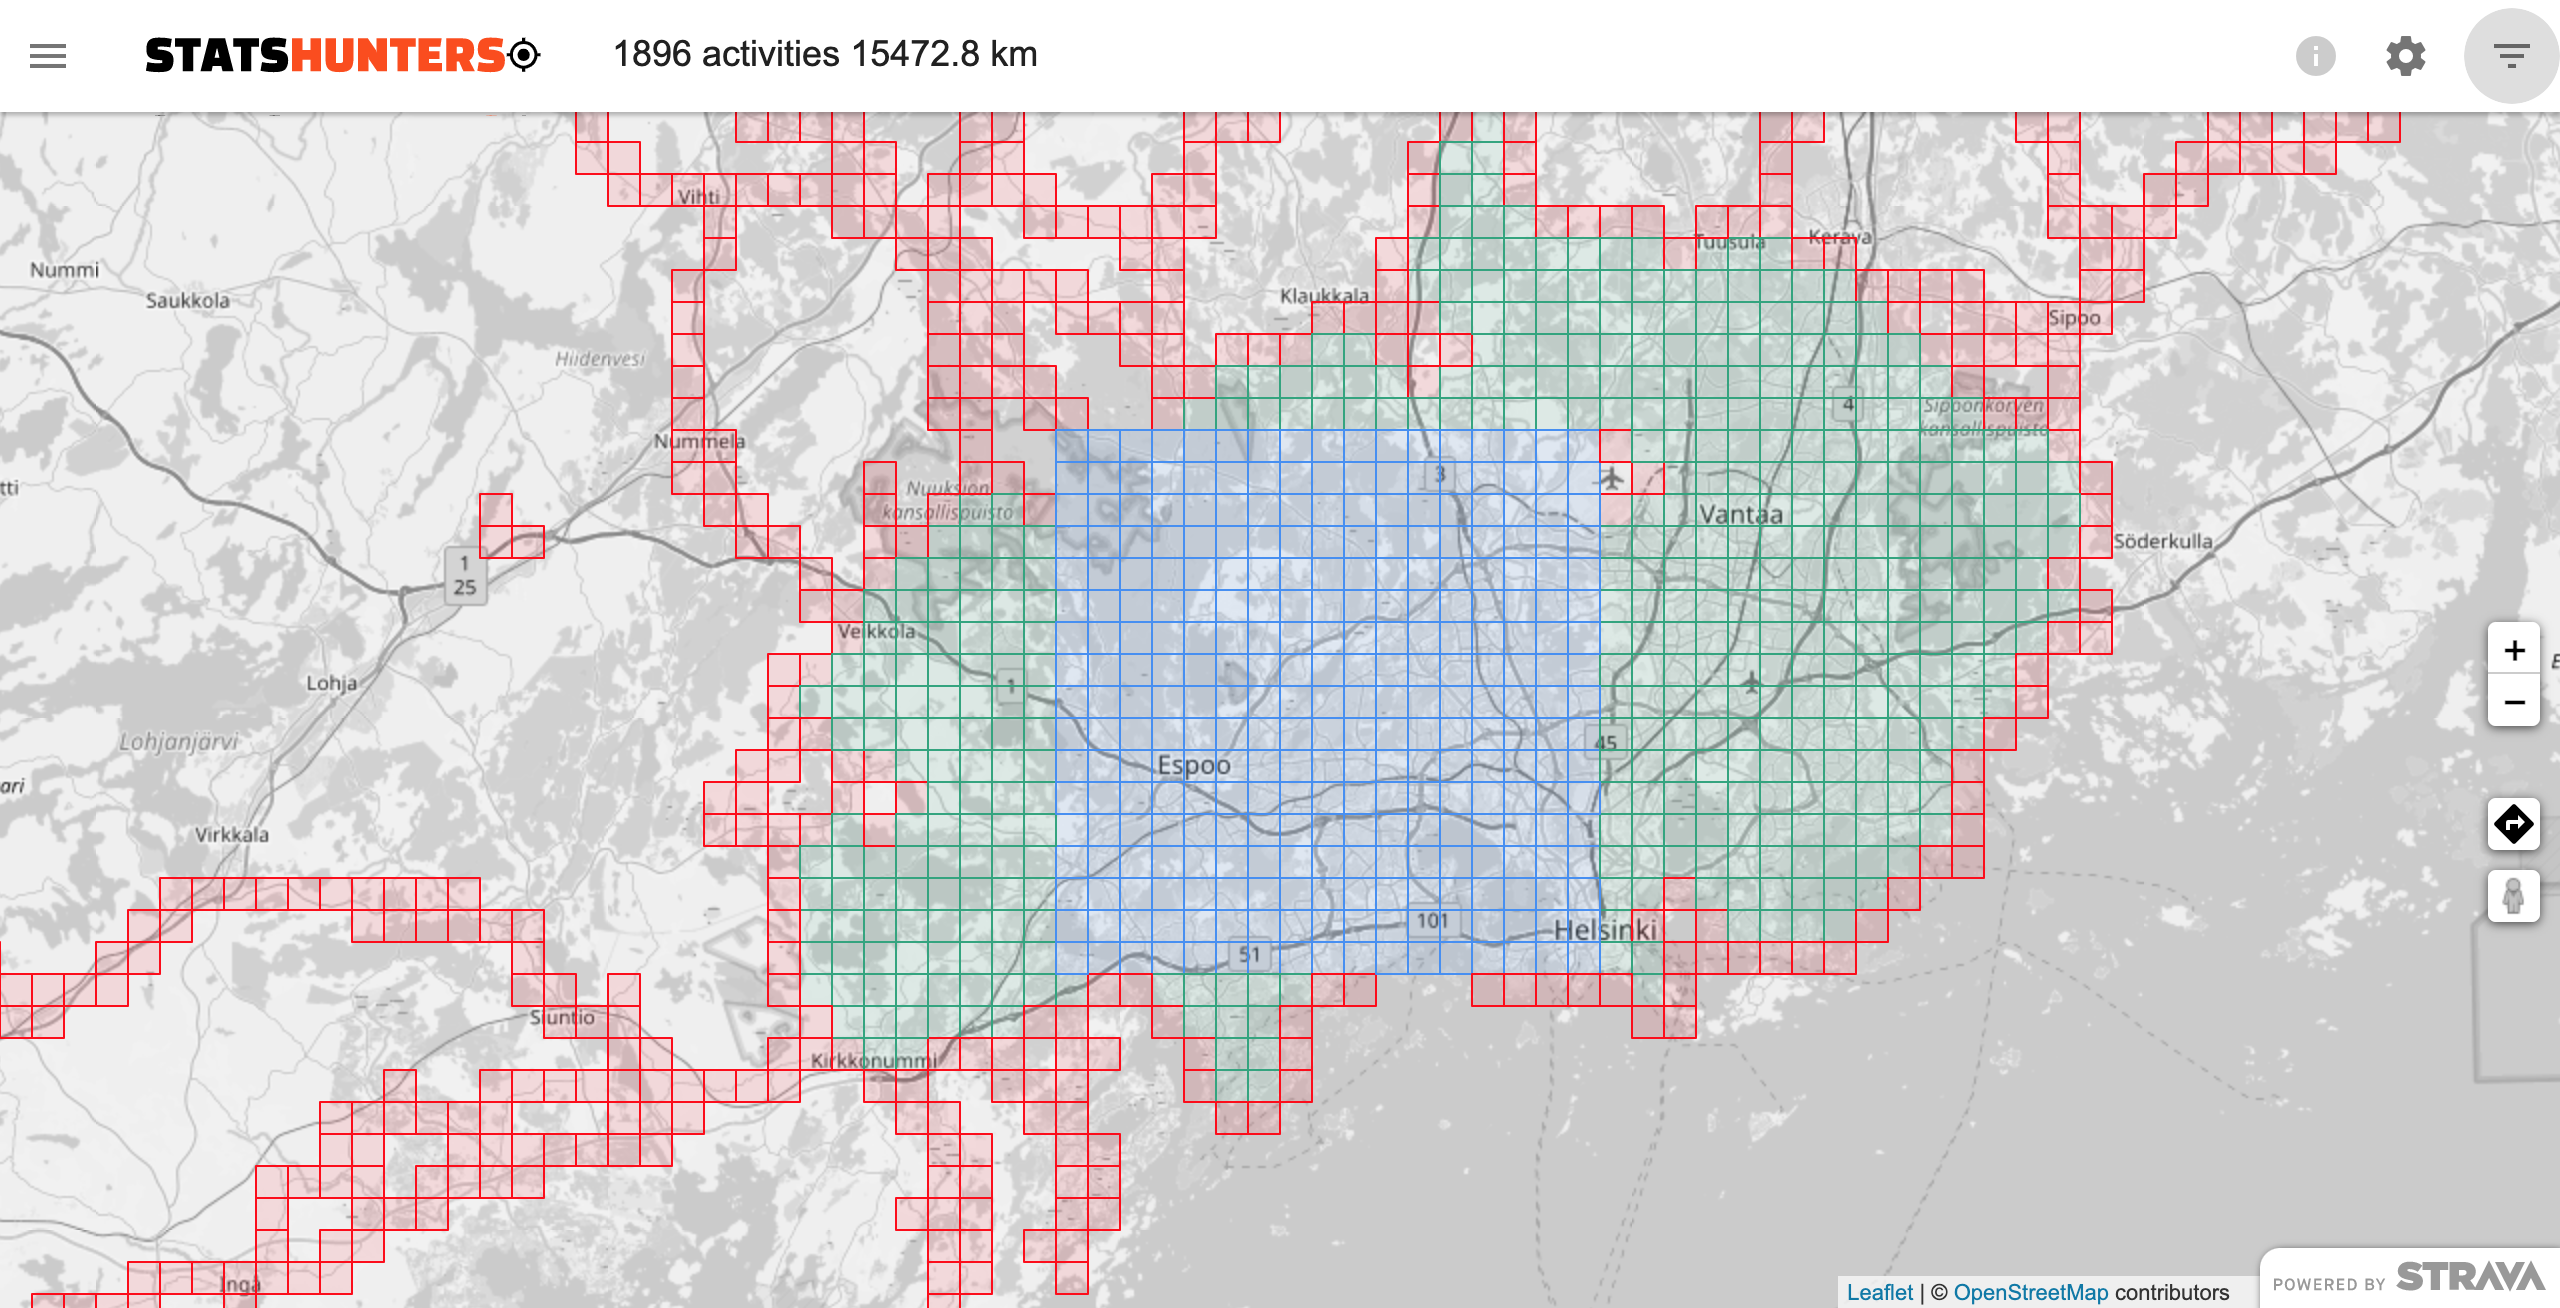 STATSHUNTERS
1896 activities 15472.8 km
Vihti
Nummi
Saukkola
Klaukkala
Tuusula
Kerava
Sipoo
Hiidenvesi
4
Sipoonkorven
kansallispuisto
Nummela
3
tti
Nuuksion
kansallispuisto
Vantaa
Söderkulla
1
25
Veikkola
1
Lohja
E
Lohjanjärvi
45
Espoo
ari
Virkkala
101
Helsinki
51
Siuntio
Kirkkonummi
Inga
+
−
Leaflet | © OpenStreetMap contributors
POWERED BY STRAVA